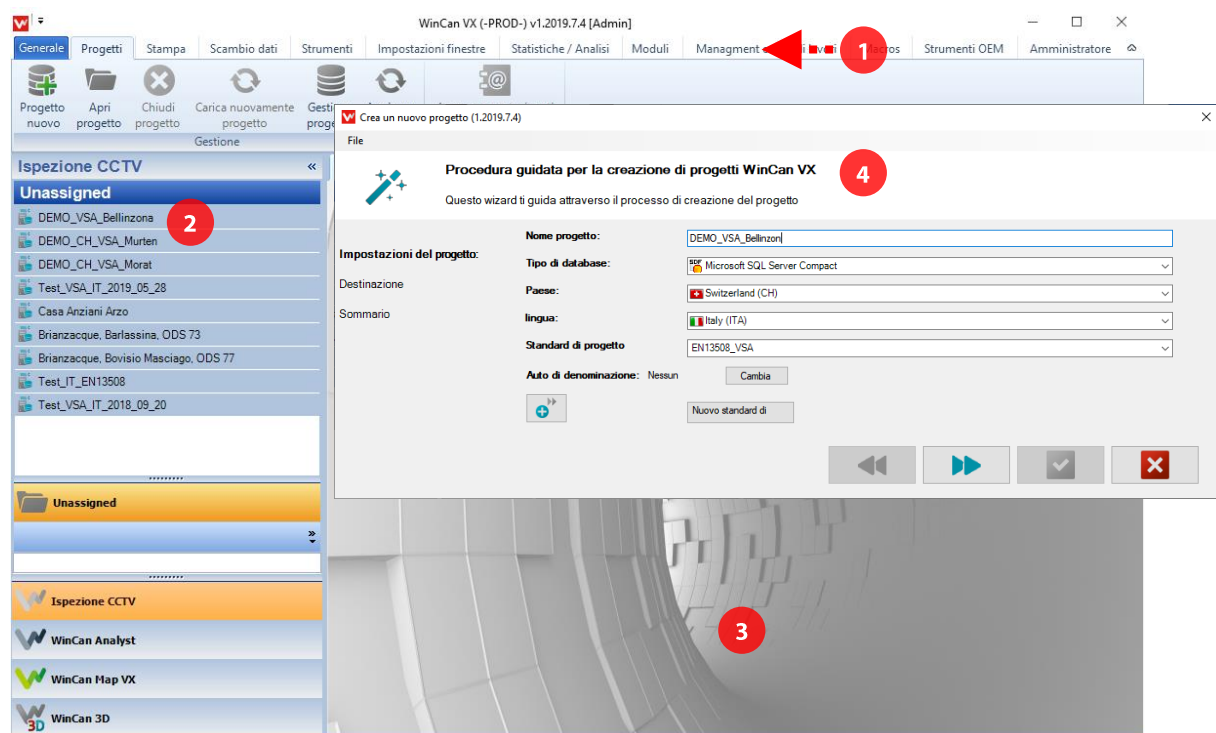 WinCan VX (-PROD-) v1.2019.7.4 [Admin]
Generale Progetti Stampa Scambio dati Strumenti Impostazioni finestre Statistiche / Analisi Moduli Managment Macros Strumenti OEM Amministratore
1
Progetto nuovo
Apri progetto
Chiudi progetto
Carica nuovamente progetto
Gestione
Ispezione CCTV
Unassigned
DEMO_VSA_Bellinzona
2
DEMO_CH_VSA_Murten
DEMO_CH_VSA_Morat
Test_VSA_IT_2019_05_28
Casa Anziani Arzo
Brianzacque, Barlassina, ODS 73
Brianzacque, Bovisio Masciago, ODS 77
Test_IT_EN13508
Test_VSA_IT_2018_09_20
Unassigned
Ispezione CCTV
WinCan Analyst
WinCan Map VX
WinCan 3D
Crea un nuovo progetto (1.2019.7.4)
File
Procedura guidata per la creazione di progetti WinCan VX
4
Questo wizard ti guida attraverso il processo di creazione del progetto
Impostazioni del progetto:
Destinazione
Sommario
Nome progetto: DEMO_VSA_Bellinzon
Tipo di database: SDF Microsoft SQL Server Compact
Paese: Switzerland (CH)
lingua: Italy (ITA)
Standard di progetto EN13508_VSA
Auto di denominazione: Nessun Cambia
Nuovo standard di
3